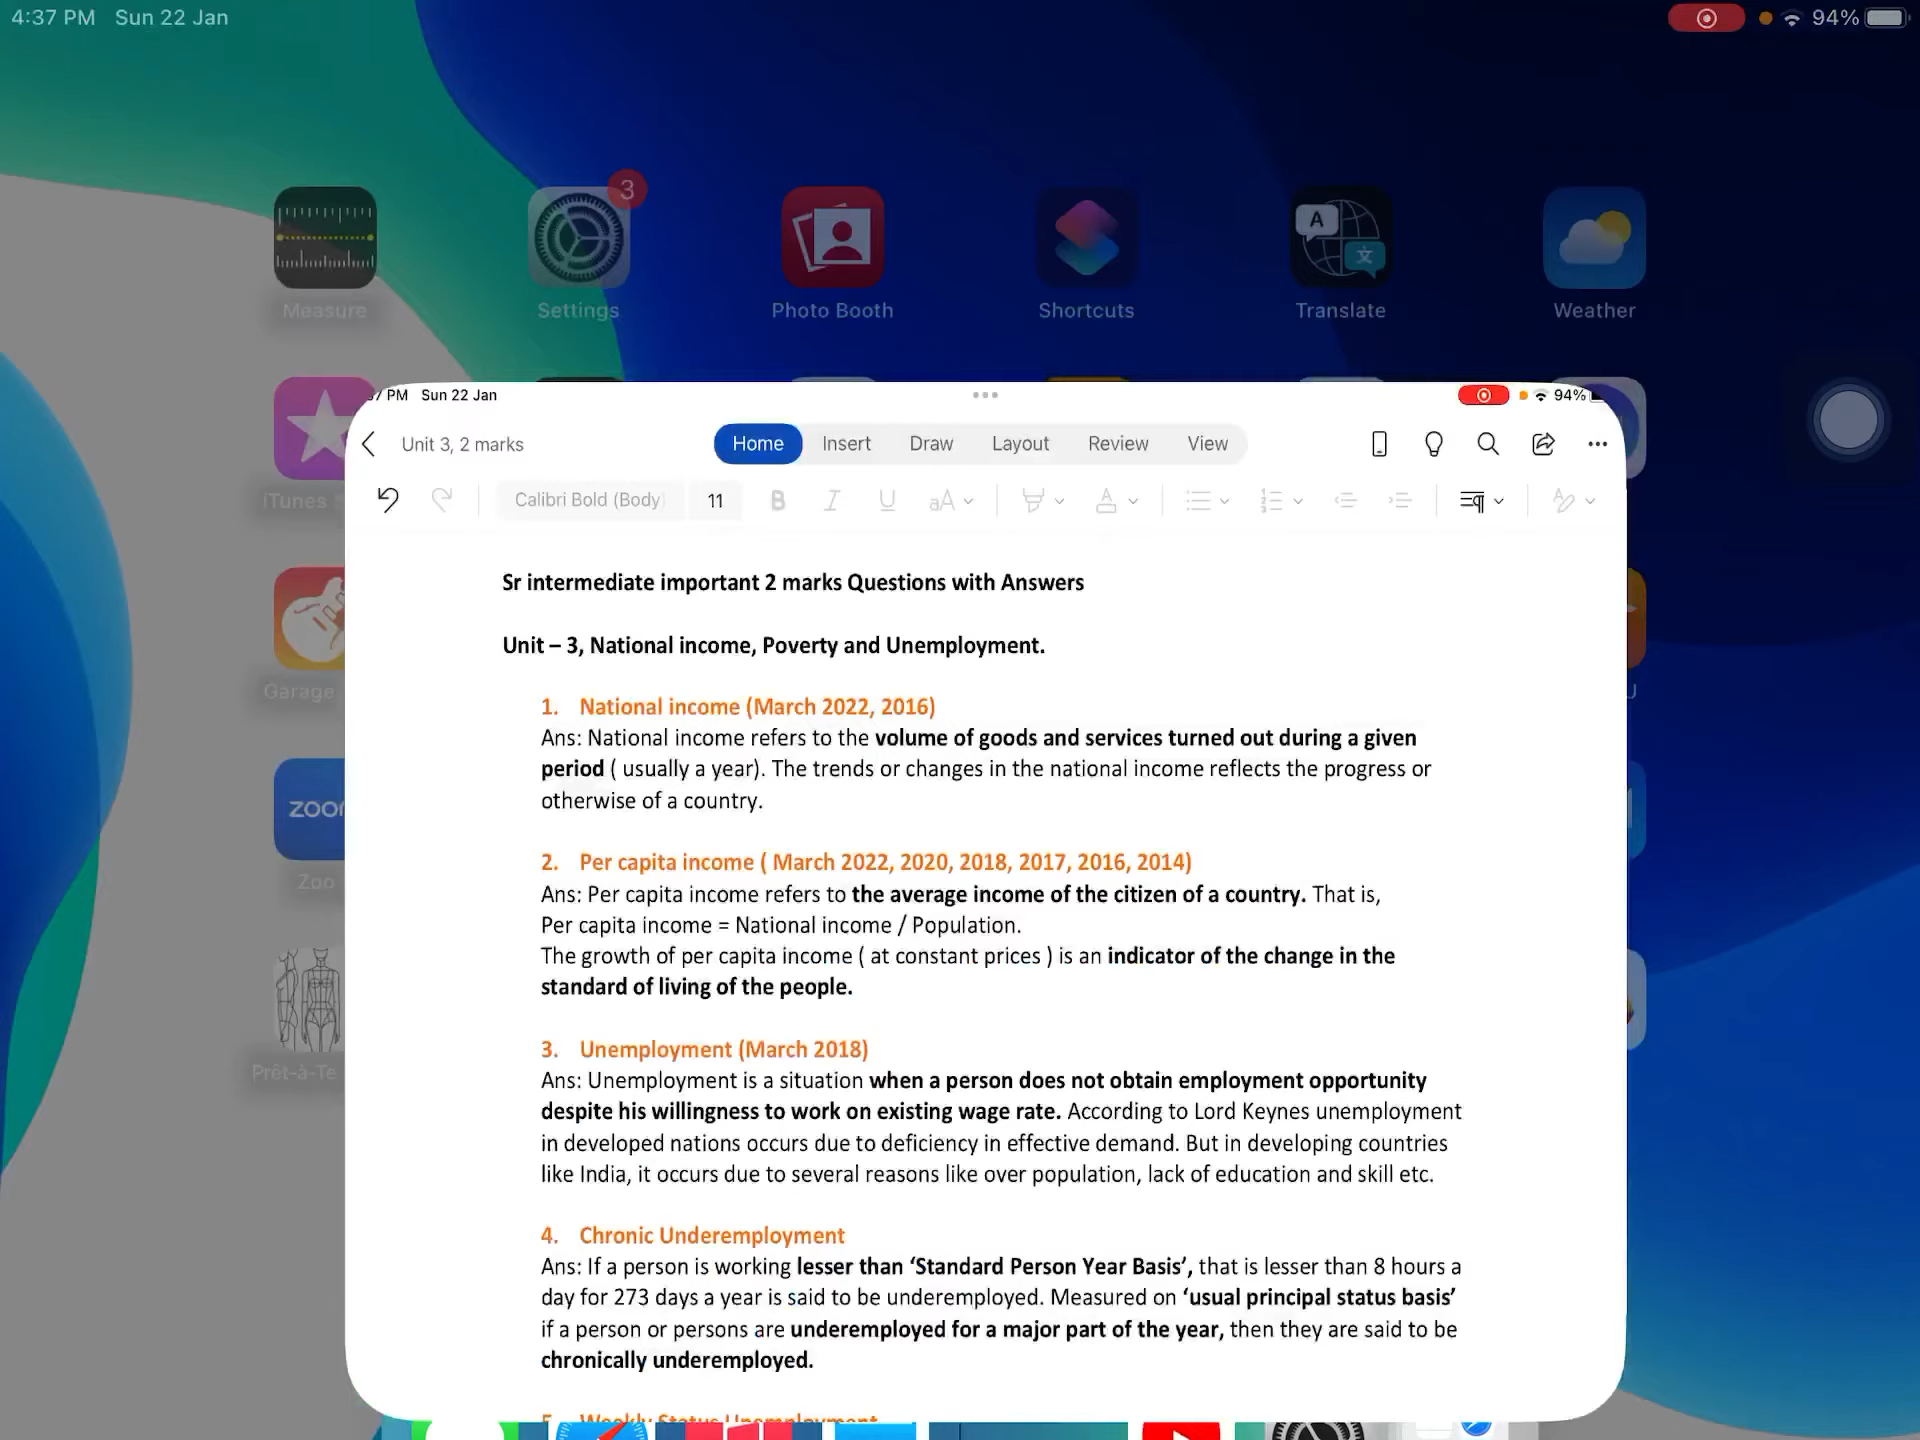 4:37 PM Sun 22 Jan
94%
3
Measure
Settings
Photo Booth
Shortcuts
Translate
Weather
iTunes
Garage
zoom
Zoo
Prêt-à-Te
PM Sun 22 Jan
94%
Unit 3, 2 marks
Home Insert Draw Layout Review View
Calibri Bold (Body 11 B I U aA A
Sr intermediate important 2 marks Questions with Answers
Unit – 3, National income, Poverty and Unemployment.
1. National income (March 2022, 2016)
Ans: National income refers to the volume of goods and services turned out during a given
period ( usually a year). The trends or changes in the national income reflects the progress or
otherwise of a country.
2. Per capita income ( March 2022, 2020, 2018, 2017, 2016, 2014)
Ans: Per capita income refers to the average income of the citizen of a country. That is,
Per capita income = National income / Population.
The growth of per capita income ( at constant prices ) is an indicator of the change in the
standard of living of the people.
3. Unemployment (March 2018)
Ans: Unemployment is a situation when a person does not obtain employment opportunity
despite his willingness to work on existing wage rate. According to Lord Keynes unemployment
in developed nations occurs due to deficiency in effective demand. But in developing countries
like India, it occurs due to several reasons like over population, lack of education and skill etc.
4. Chronic Underemployment
Ans: If a person is working lesser than ‘Standard Person Year Basis’, that is lesser than 8 hours a
day for 273 days a year is said to be underemployed. Measured on ‘usual principal status basis’
if a person or persons are underemployed for a major part of the year, then they are said to be
chronically underemployed.
5. Weekly Status Unemployment